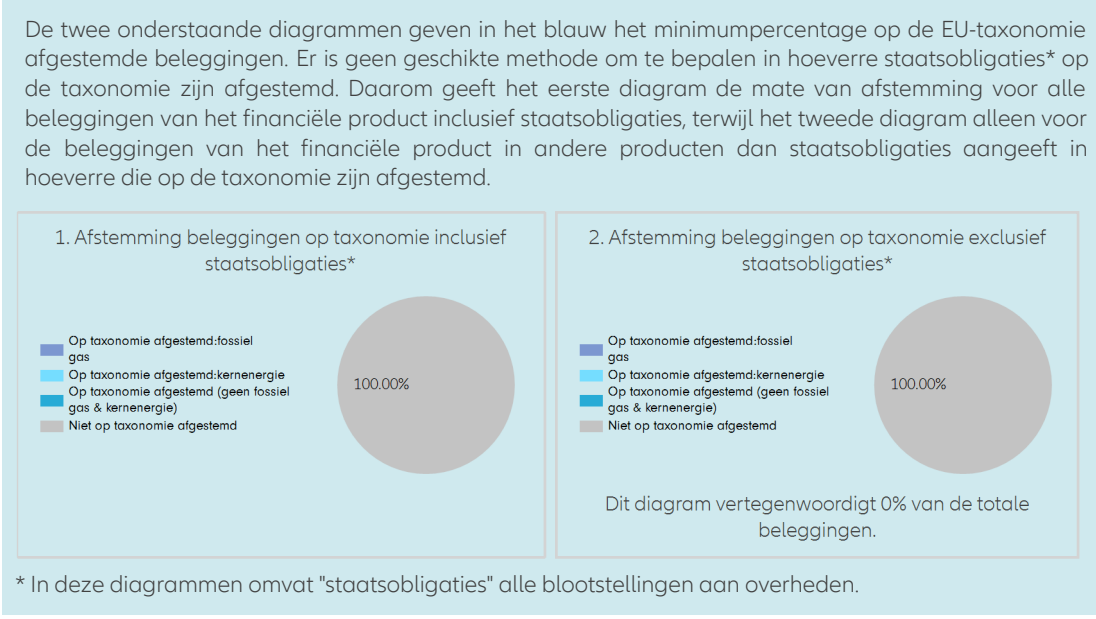 De twee onderstaande diagrammen geven in het blauw het minimumpercentage op de EU-taxonomie
afgestemde beleggingen. Er is geen geschikte methode om te bepalen in hoeverre staatsobligaties* op
de taxonomie zijn afgestemd. Daarom geeft het eerste diagram de mate van afstemming voor alle
beleggingen van het financiële product inclusief staatsobligaties, terwijl het tweede diagram alleen voor
de beleggingen van het financiële product in andere producten dan staatsobligaties aangeeft in
hoeverre die op de taxonomie zijn afgestemd.
1. Afstemming beleggingen op taxonomie inclusief
staatsobligaties*
Op taxonomie afgestemd:fossiel
gas
Op taxonomie afgestemd:kernenergie
Op taxonomie afgestemd (geen fossiel
gas & kernenergie)
Niet op taxonomie afgestemd
100.00%
2. Afstemming beleggingen op taxonomie exclusief
staatsobligaties*
Op taxonomie afgestemd:fossiel
gas
Op taxonomie afgestemd:kernenergie
Op taxonomie afgestemd (geen fossiel
gas & kernenergie)
Niet op taxonomie afgestemd
100.00%
Dit diagram vertegenwoordigt 0% van de totale
beleggingen.
* In deze diagrammen omvat "staatsobligaties" alle blootstellingen aan overheden.